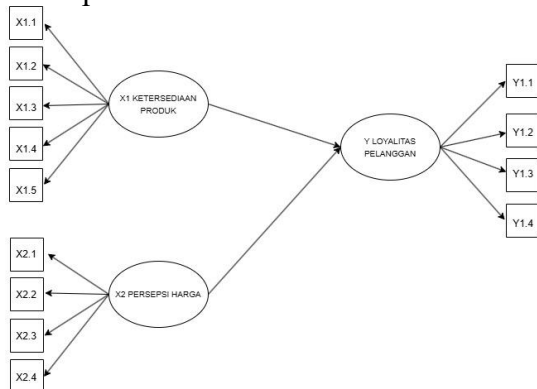 X1.1
X1.2
X1.3
X1.4
X1.5
X1 KETERSEDIAAN
PRODUK
Y LOYALITAS
PELANGGAN
Y1.1
Y1.2
Y1.3
Y1.4
X2.1
X2.2
X2.3
X2.4
X2 PERSEPSI HARGA